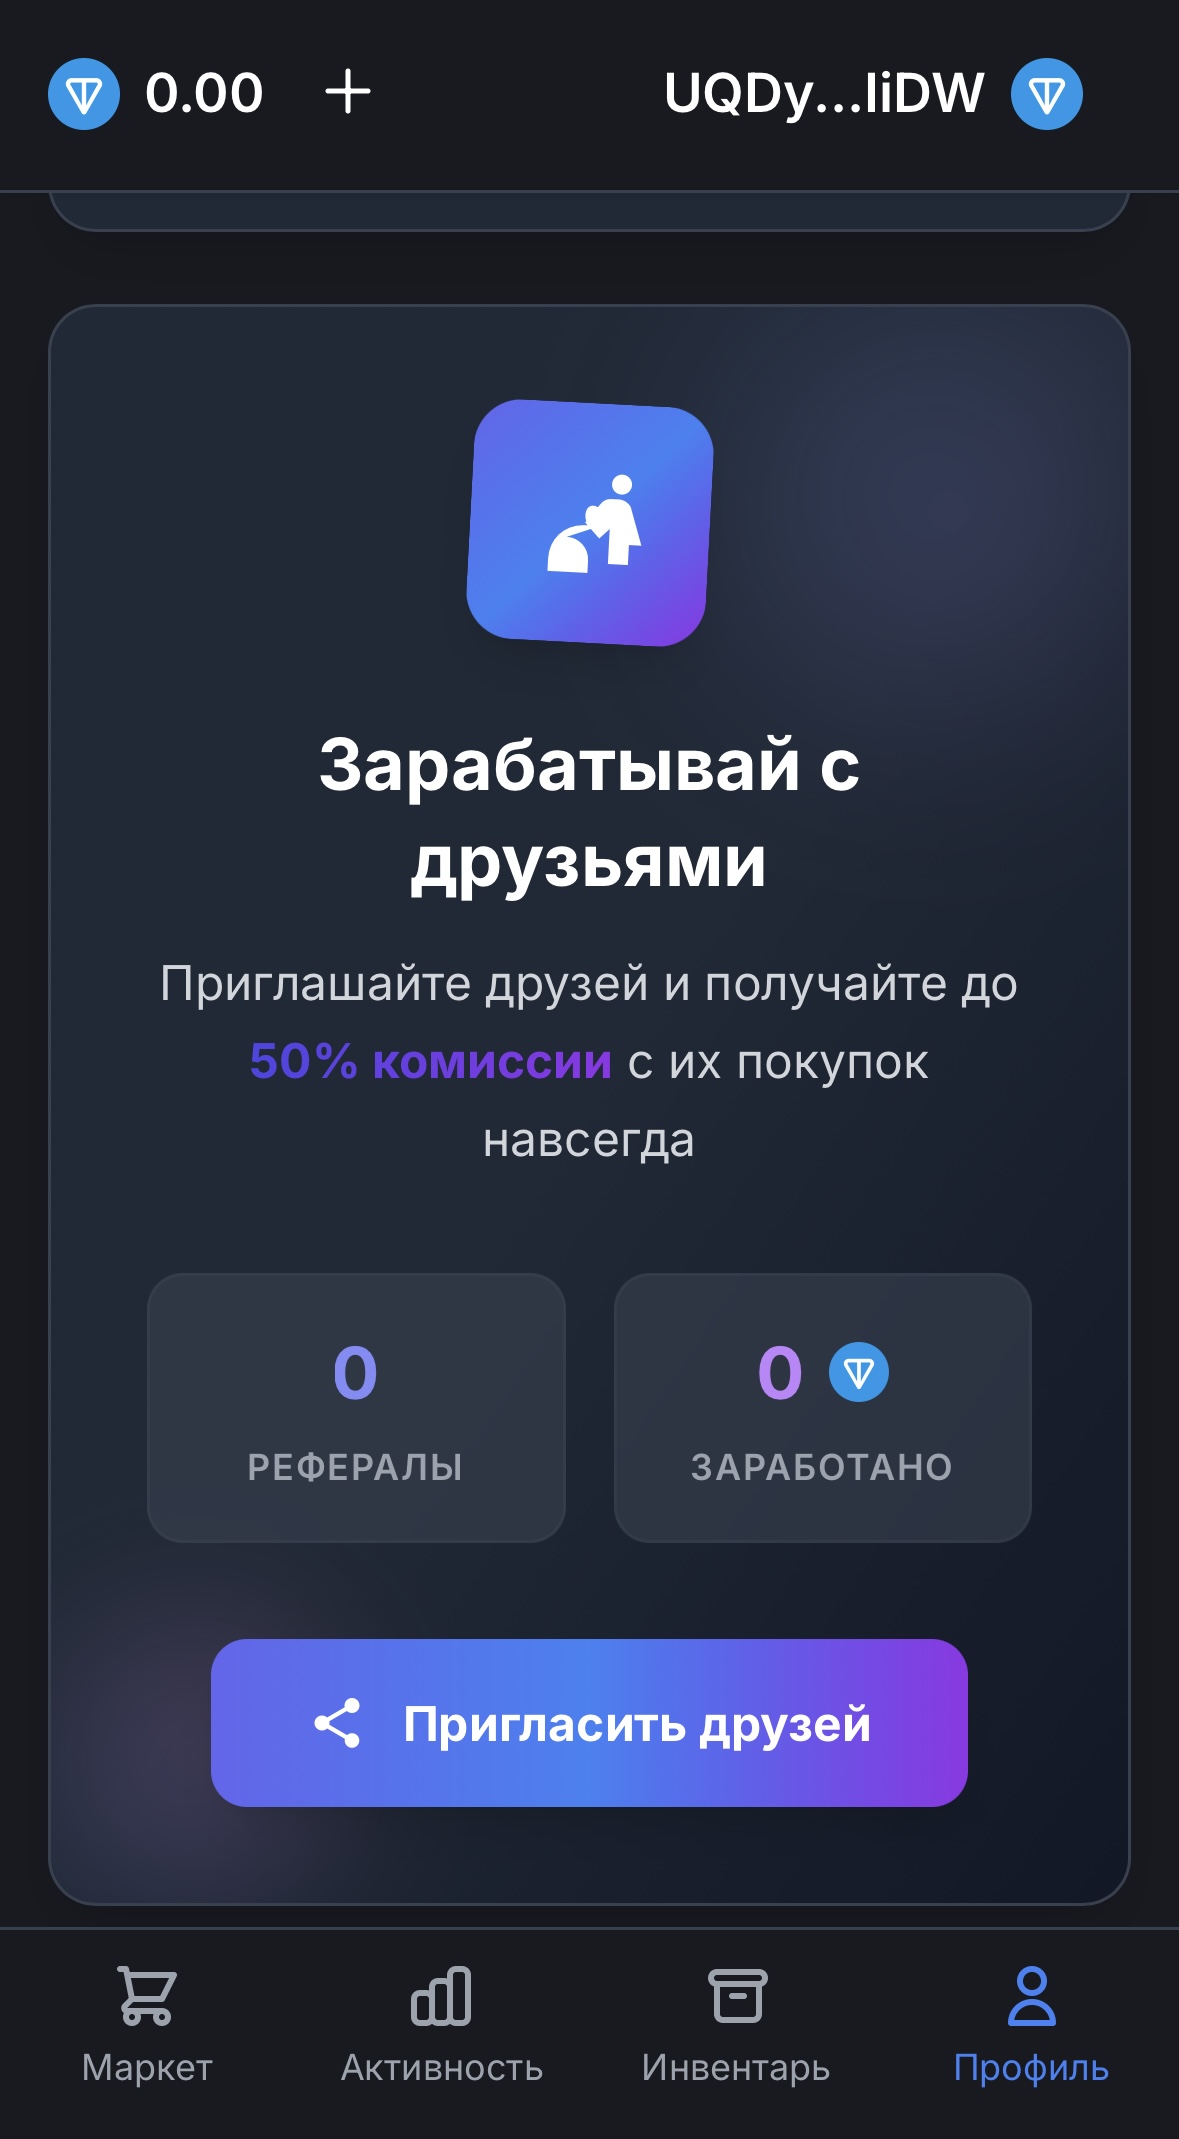 0.00
UQDy...IiDW
Зарабатывай с
друзьями
Приглашайте друзей и получайте до
50% комиссии с их покупок
навсегда
0
РЕФЕРАЛЫ
0
ЗАРАБОТАНО
Пригласить друзей
Маркет
Активность
Инвентарь
Профиль